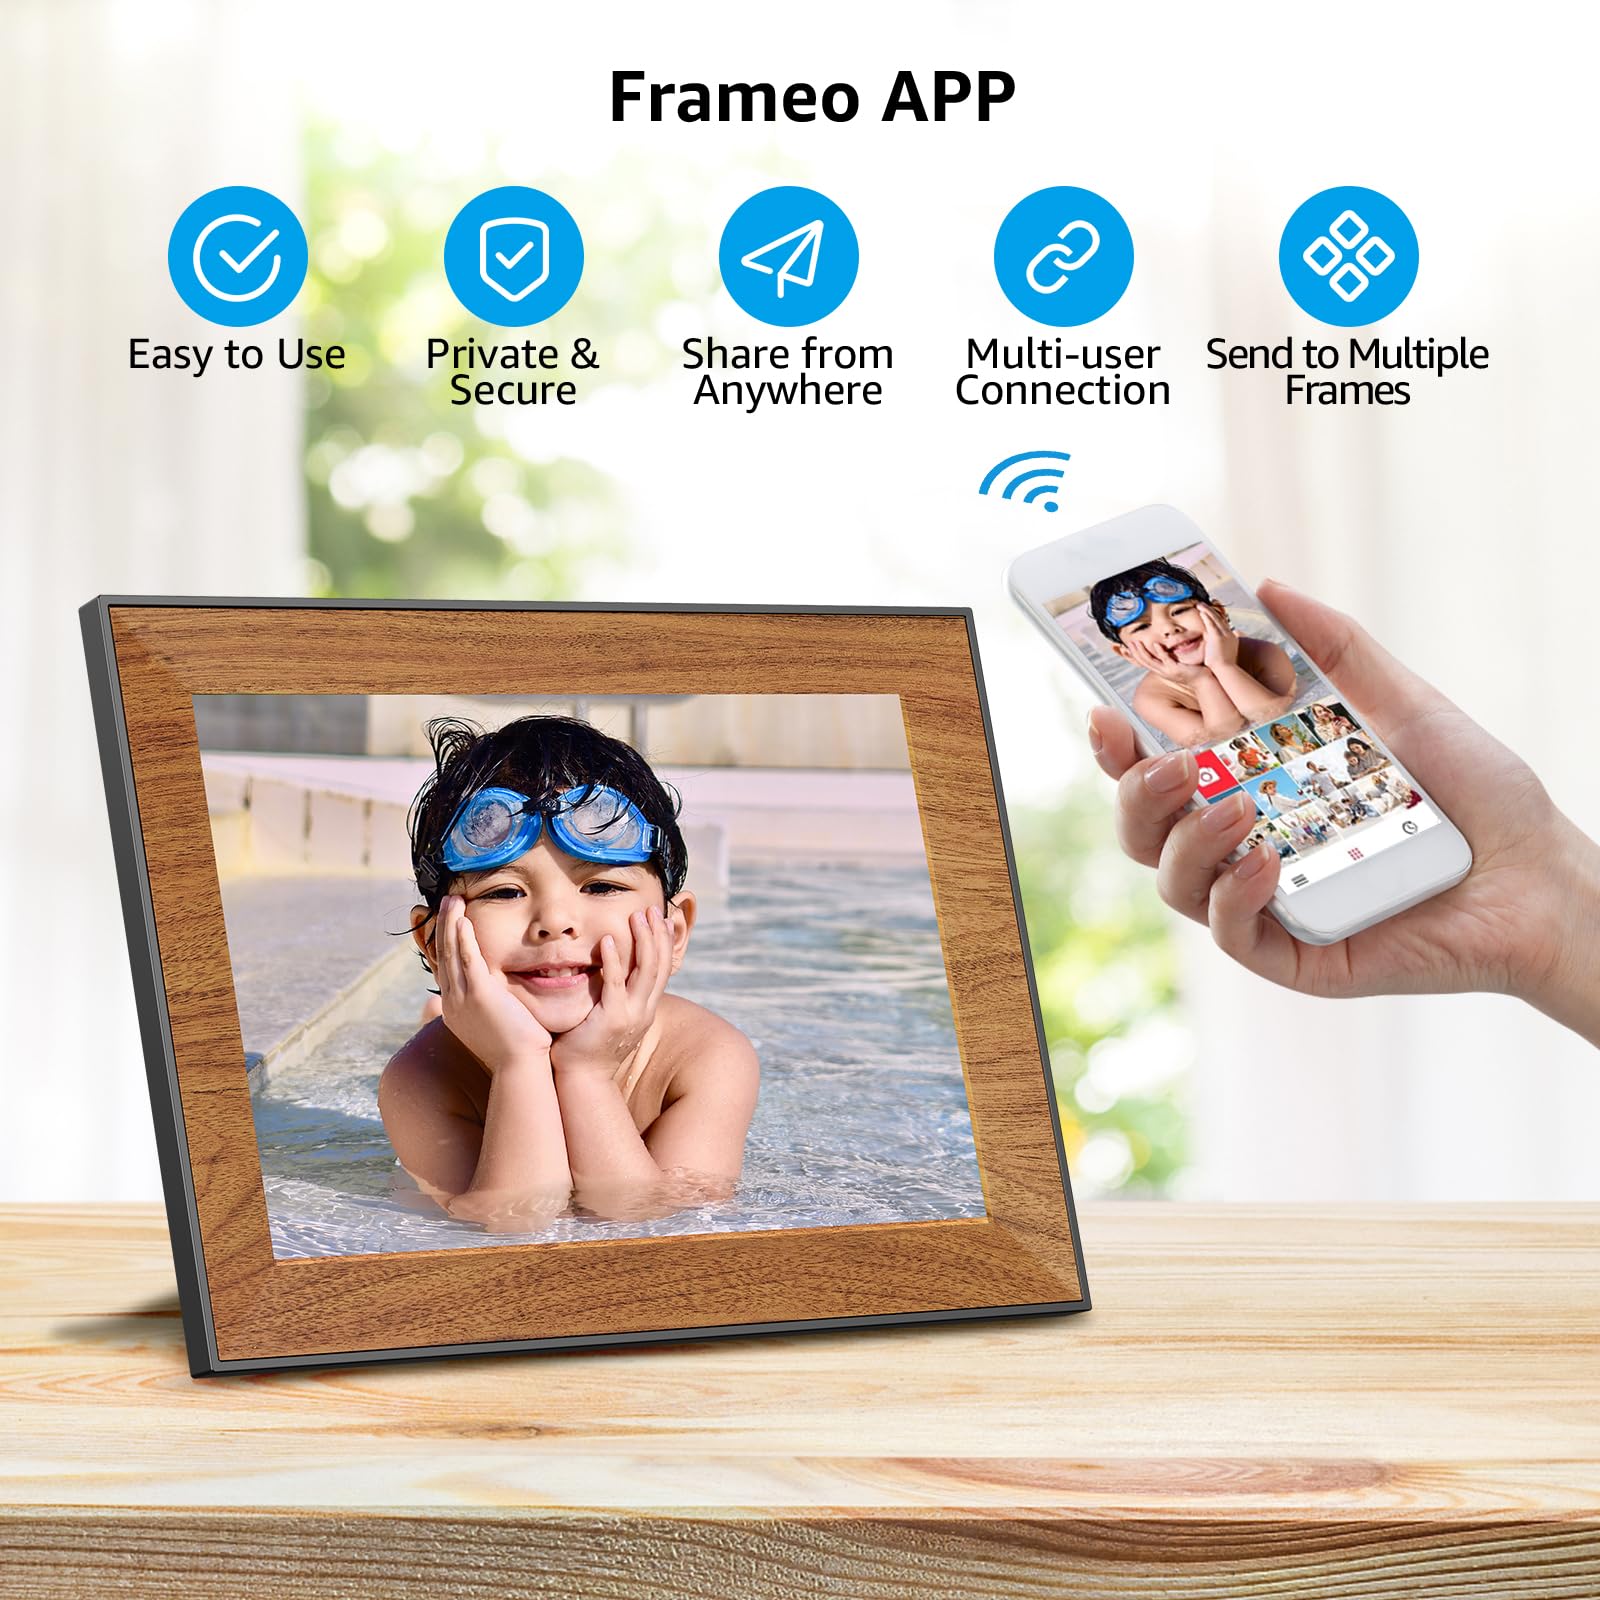 Frameo APP
Easy to Use
Private &
Secure
Share from
Anywhere
Multi-user
Connection
Send to Multiple
Frames